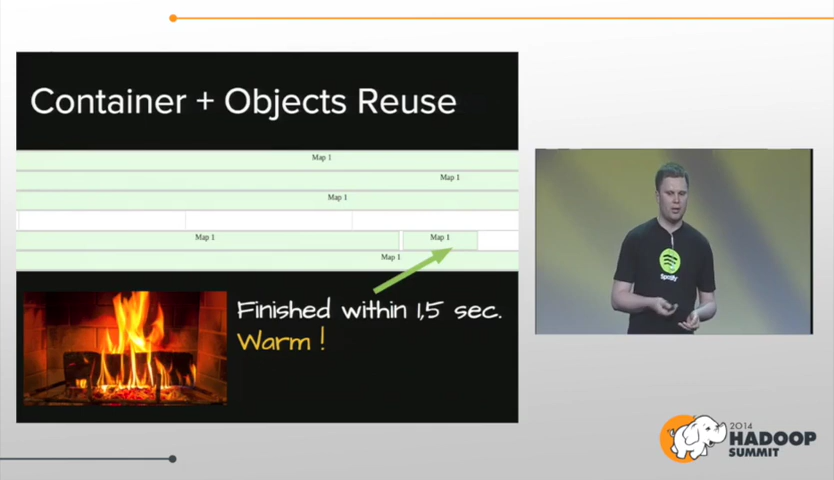 Container + Objects Reuse
Map 1
Map 1
Map 1
Map 1
Map 1
Map 1
Finished within 1,5 sec.
Warm !
Spotify
2014
HADOOP
SUMMIT